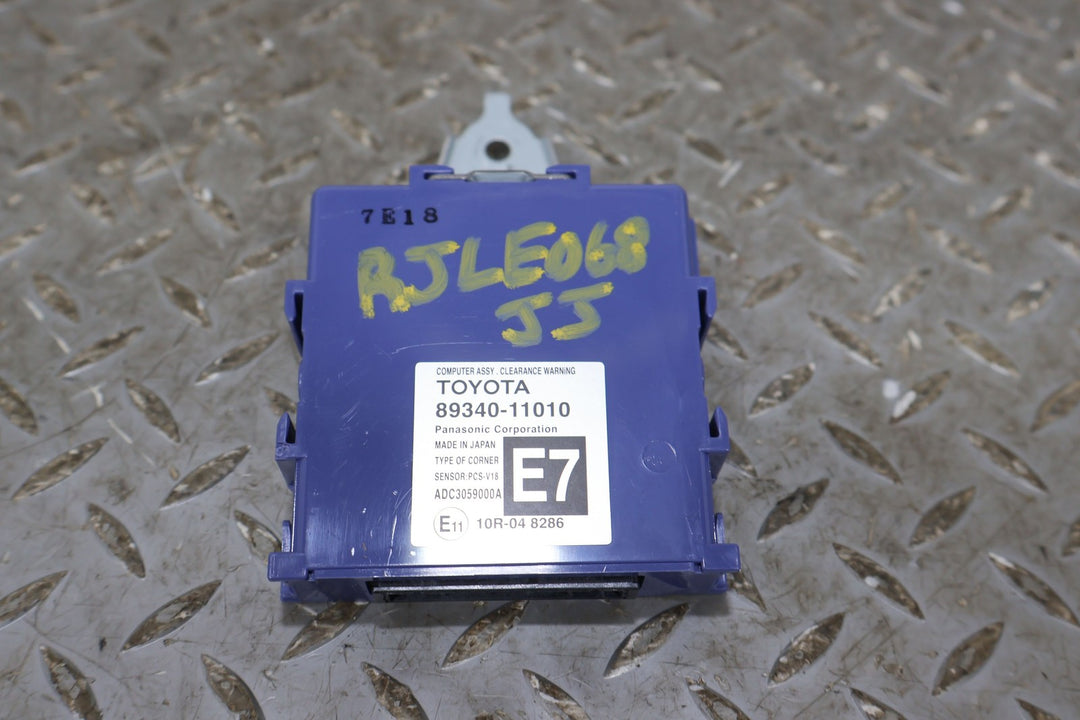 7E18
RJLE068
JJ
COMPUTER ASSY . CLEARANCE WARNING
TOYOTA
89340-11010
Panasonic Corporation
MADE IN JAPAN
TYPE OF CORNER
SENSOR:PCS-V18
ADC3059000A
E7
E11 10R-04 8286